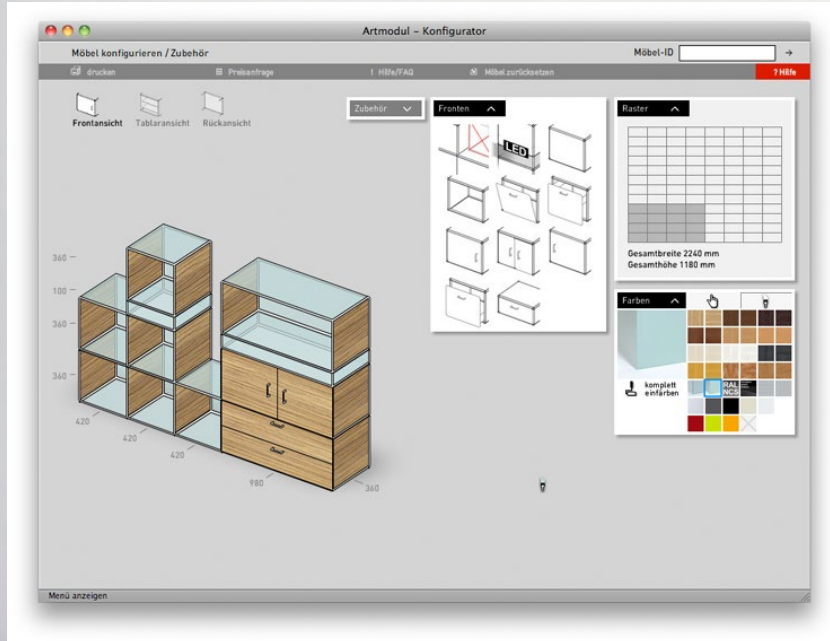 Artmodul – Konfigurator
Möbel konfigurieren / Zubehör
Möbel-ID
drucken
Preisanfrage
! Hilfe/FAQ
Möbel zurücksetzen
? Hilfe
Frontansicht
Tablaransicht
Rückansicht
Zubehör
Fronten
LED
Raster
Gesamtbreite 2240 mm
Gesamthöhe 1180 mm
Farben
komplett
einfärben
RAL
NCS
360
100
360
360
420
420
420
980
360
Menü anzeigen